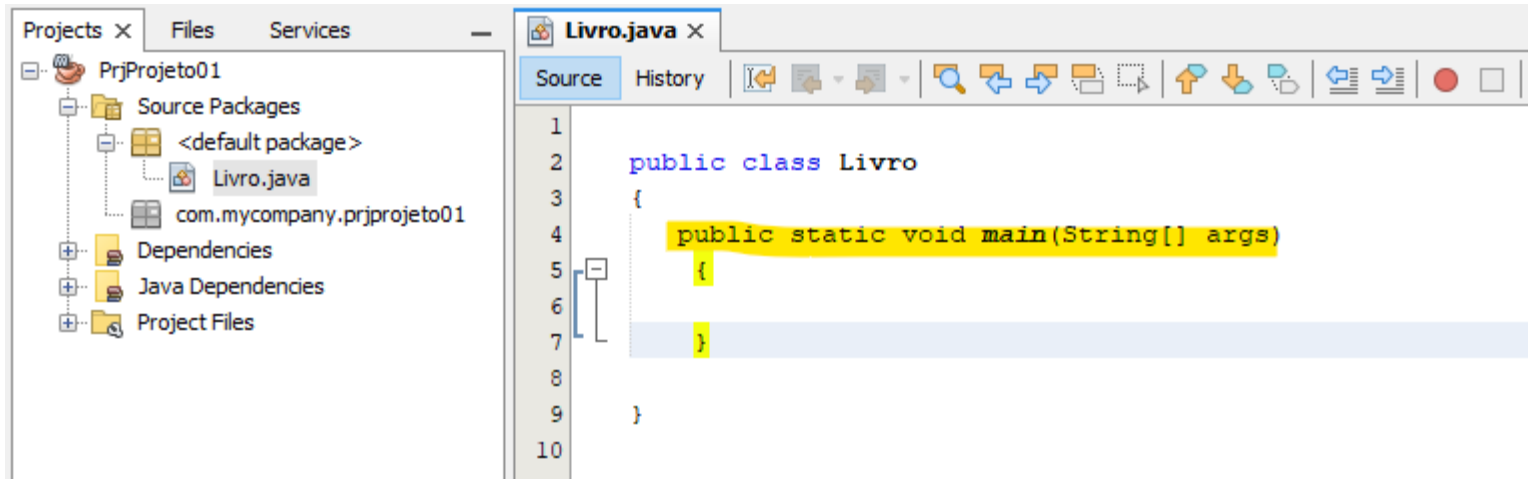 Projects Files Services
PrjProjeto01
Source Packages
<default package>
Livro.java
com.mycompany.prjprojeto01
Dependencies
Java Dependencies
Project Files
Livro.java
Source History
1
2 public class Livro
3 {
4 public static void main(String[] args)
5 {
6
7 }
8
9 }
10